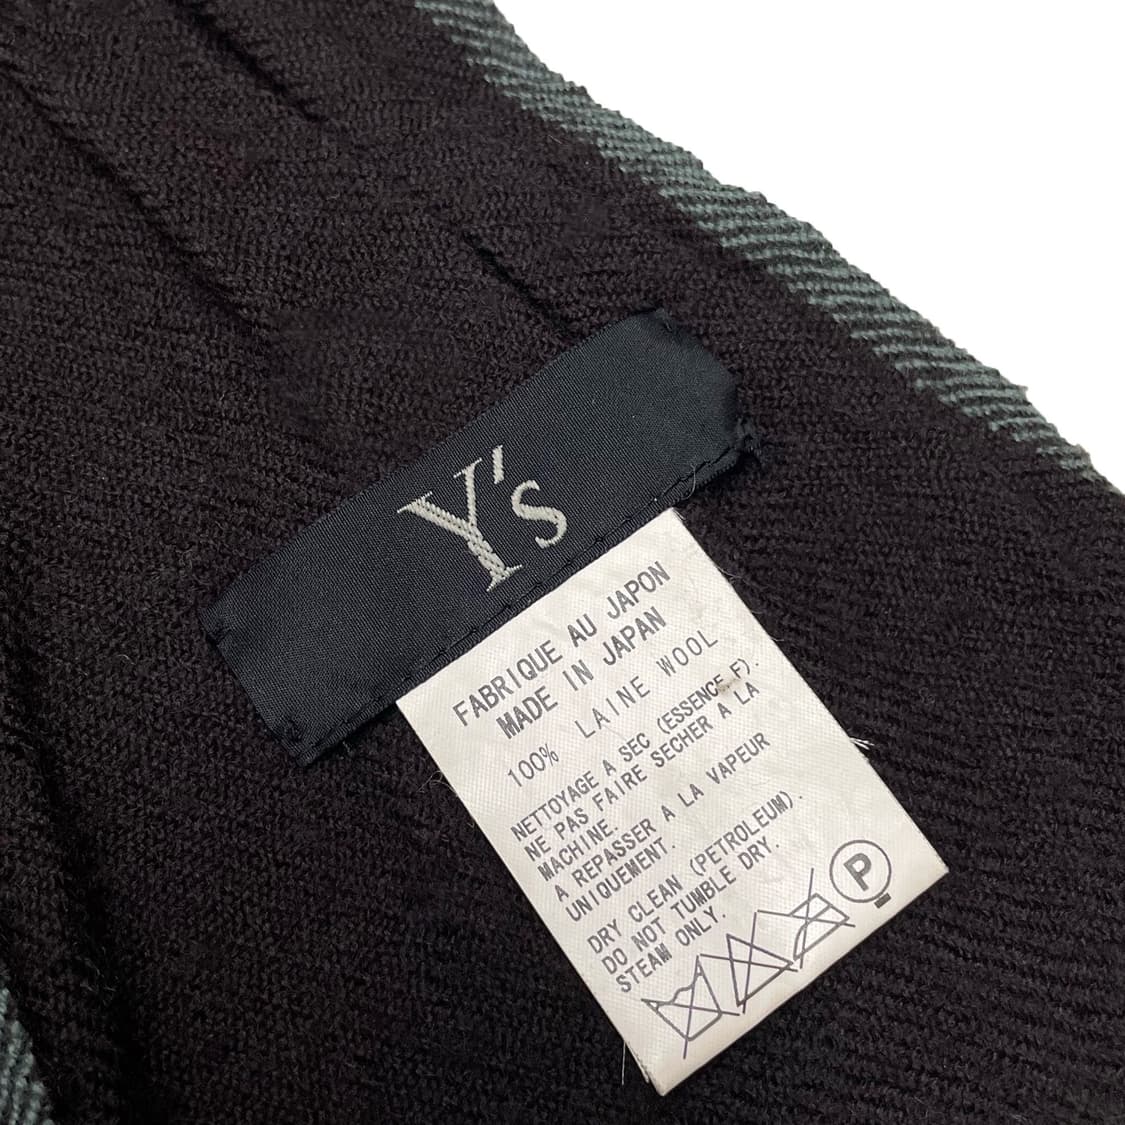 Y's
FABRIQUE AU JAPON
MADE IN JAPAN
100% LAINE WOOL
NETTOYAGE A SEC (ESSENCE F).
NE PAS FAIRE SECHER A LA
MACHINE.
A REPASSER A LA VAPEUR
UNIQUEMENT.
DRY CLEAN (PETROLEUM).
DO NOT TUMBLE DRY.
STEAM ONLY.
P